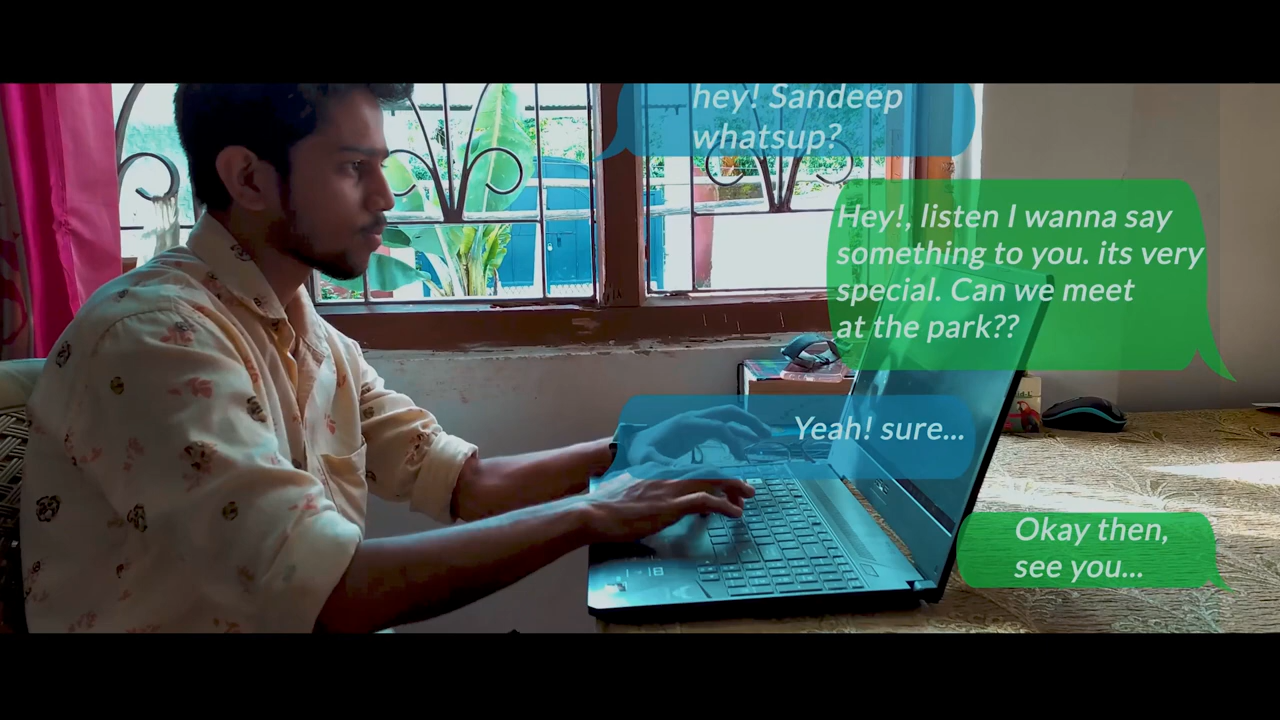 hey! Sandeep
whatsup?
Hey!, listen I wanna say
something to you. its very
special. Can we meet
at the park??
Yeah! sure...
Okay then,
see you...